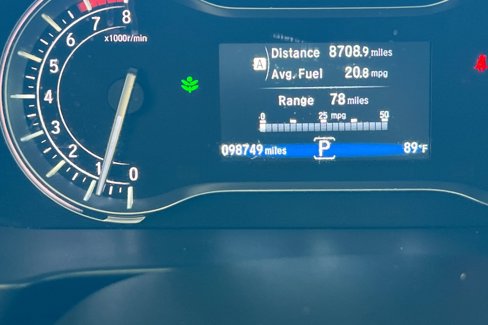 8
7
6
5
4
3
2
1
0
x1000r/min
A
Distance 8708.9 miles
Avg. Fuel 20.8 mpg
Range 78 miles
0 25 mpg 50
098749 miles P 89°F